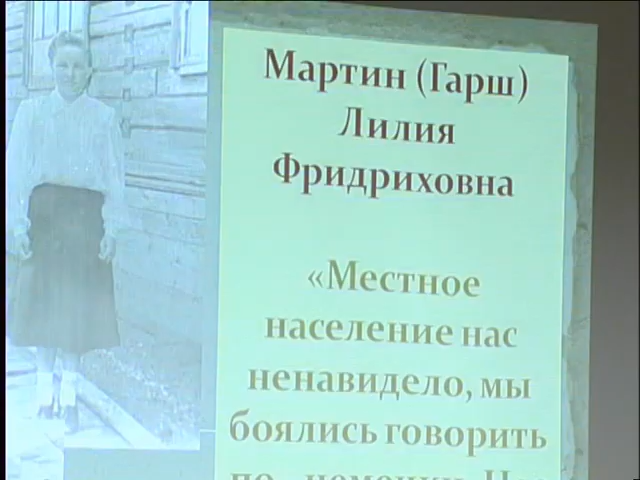 Мартин (Гарш)
Лилия
Фридриховна
«Местное
население нас
ненавидело, мы
боялись говорить